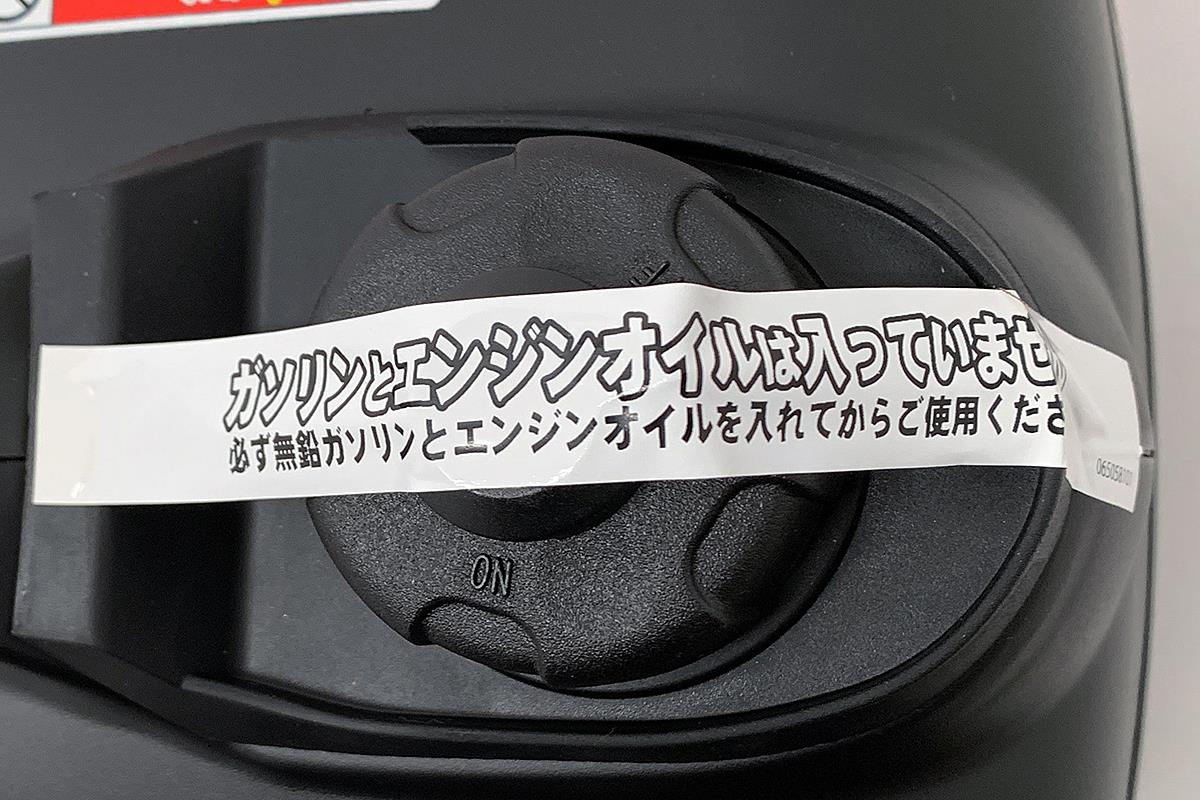 ガソリンとエンジンオイルは入っていませ
必ず無鉛ガソリンとエンジンオイルを入れてからご使用くださ
065058101
ON